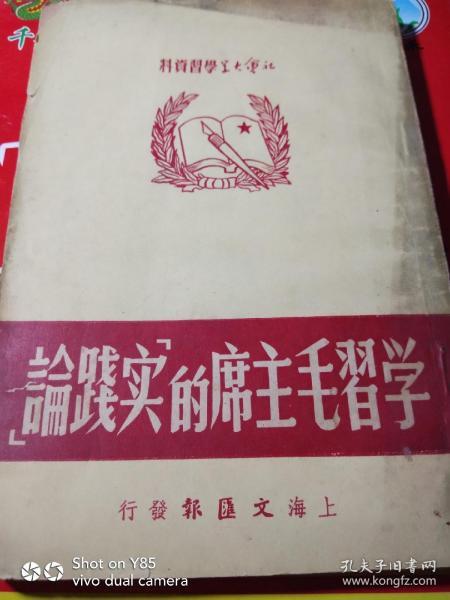 千
社會大學學習資料
学習毛主席的「实踐論」
上海文匯報發行
Shot on Y85
vivo dual camera
孔夫子旧书网
www.kongfz.com